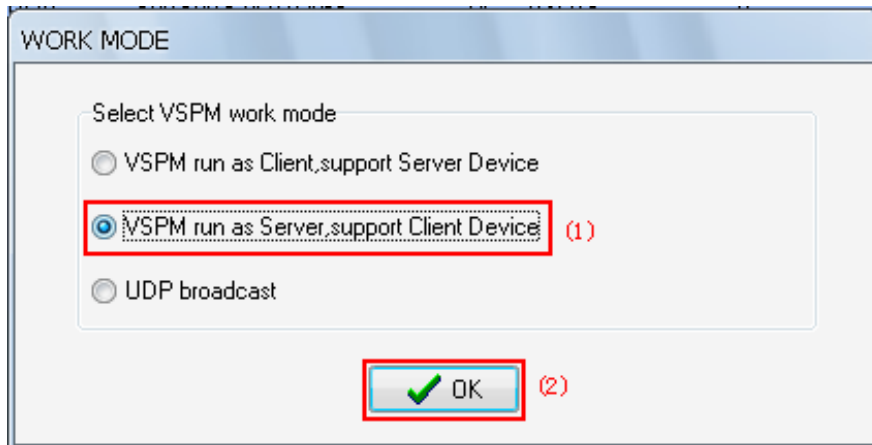 WORK MODE
Select VSPM work mode
VSPM run as Client,support Server Device
VSPM run as Server,support Client Device (1)
UDP broadcast
OK (2)